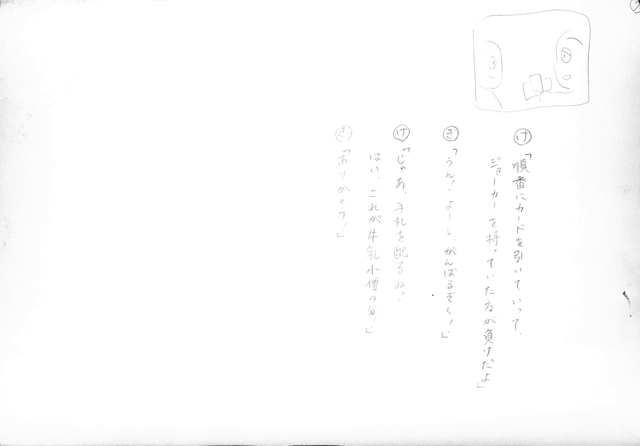 け「順番にカードを引いていって、
ジョーカーを持っていた方が負けだよ」
き「うん！よーし、がんばるぞぐ！」
け「じゃあ、手札を配るね！
はい、これが牛乳小僧の分！」
ぎ「ありがとう！」